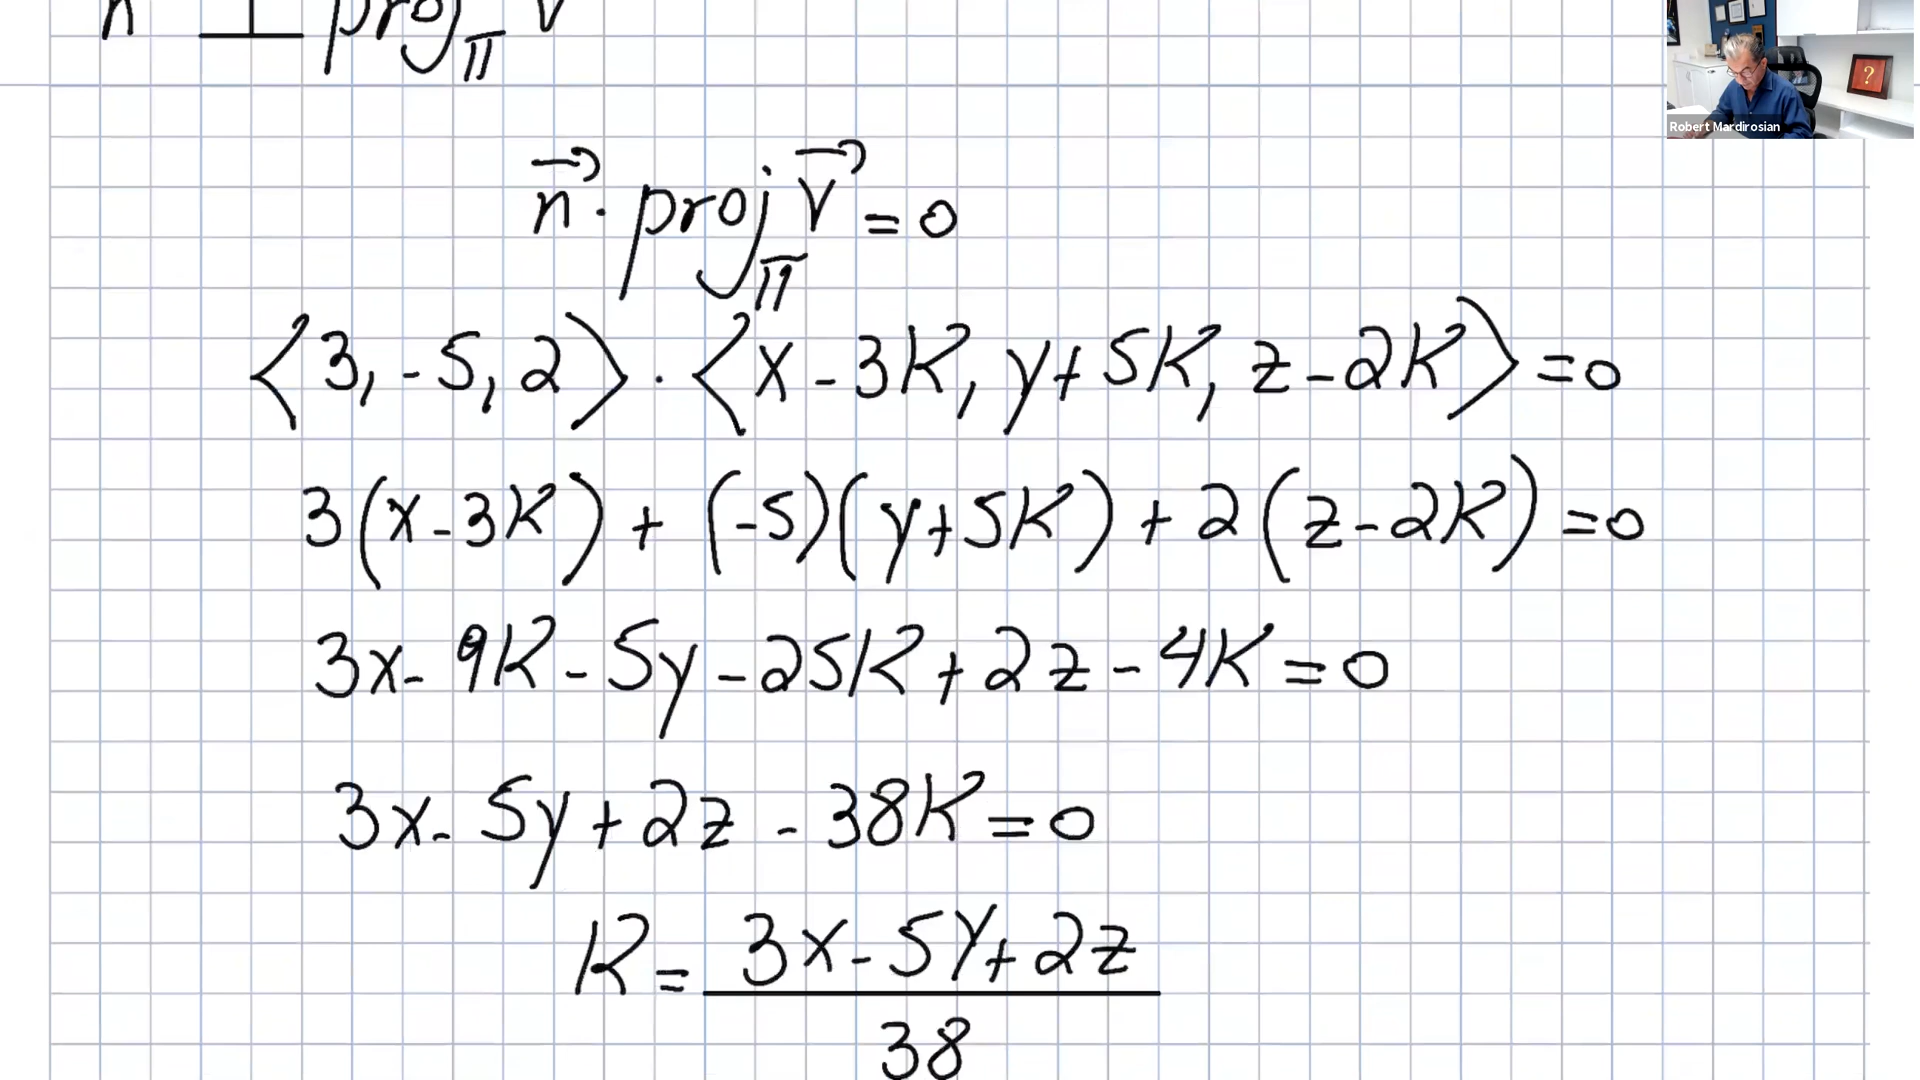 n ⊥ proj_π v
n⃗ · proj_π v⃗ = 0
⟨3, -5, 2⟩ · ⟨x - 3K, y + 5K, z - 2K⟩ = 0
3(x - 3K) + (-5)(y + 5K) + 2(z - 2K) = 0
3x - 9K - 5y - 25K + 2z - 4K = 0
3x - 5y + 2z - 38K = 0
K = 3x - 5y + 2z / 38
?
Robert Mardirosian